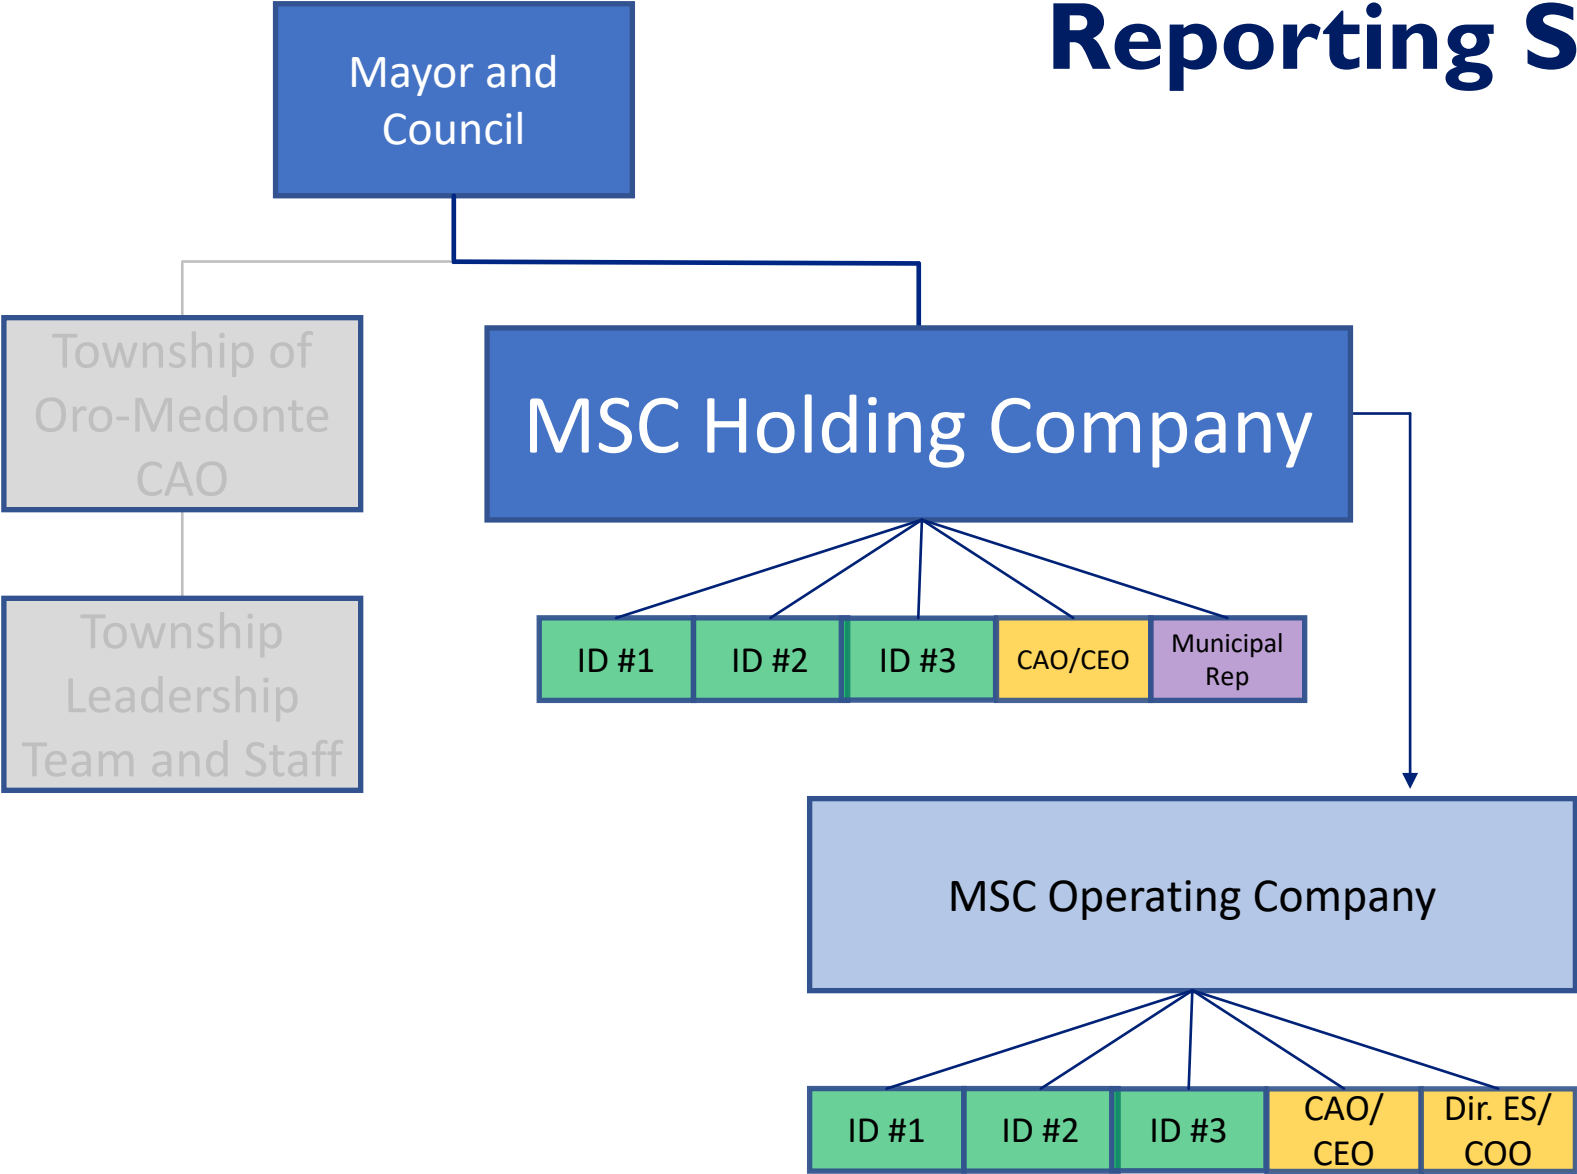 Reporting S
Mayor and
Council
Township of
Oro-Medonte
CAO
MSC Holding Company
Township
Leadership
Team and Staff
ID #1
ID #2
ID #3
CAO/CEO
Municipal
Rep
MSC Operating Company
ID #1
ID #2
ID #3
CAO/
CEO
Dir. ES/
COO